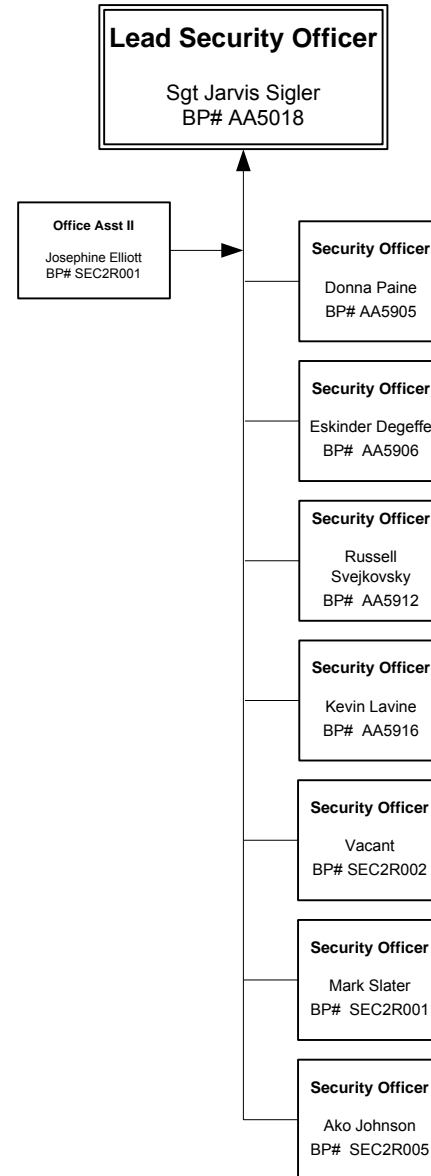 Lead Security Officer
Sgt Jarvis Sigler
BP# AA5018
Office Asst II
Josephine Elliott
BP# SEC2R001
Security Officer
Donna Paine
BP# AA5905
Security Officer
Eskinder Degeffe
BP# AA5906
Security Officer
Russell
Svejkovsky
BP# AA5912
Security Officer
Kevin Lavine
BP# AA5916
Security Officer
Vacant
BP# SEC2R002
Security Officer
Mark Slater
BP# SEC2R001
Security Officer
Ako Johnson
BP# SEC2R005